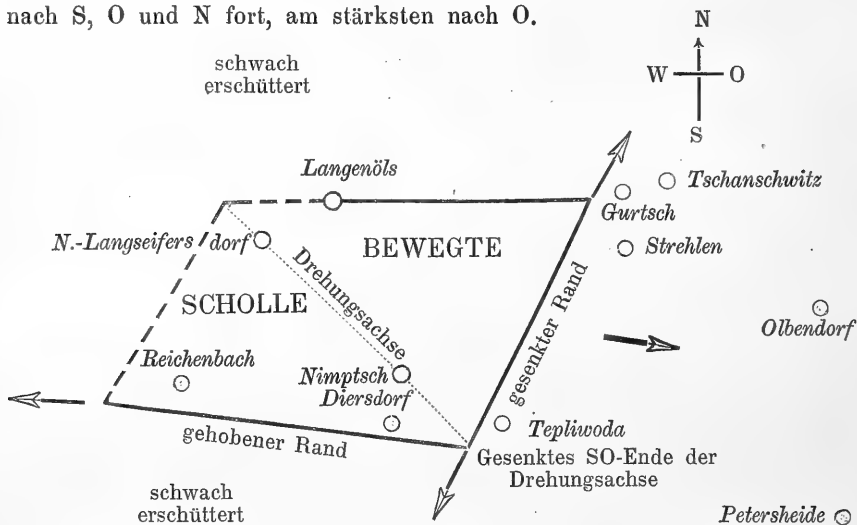 nach S, O und N fort, am stärksten nach O.
N
schwach
erschüttert
W O
S
Langenöls
Tschanschwitz
Gurtsch
N.-Langseifersdorf
BEWEGTE
Strehlen
Drehungsachse
SCHOLLE
gesenkter Rand
Olbendorf
Reichenbach
Nimptsch
Diersdorf
gehobener Rand
Tepliwoda
Gesenktes SO-Ende der
Drehungsachse
schwach
erschüttert
Petersheide